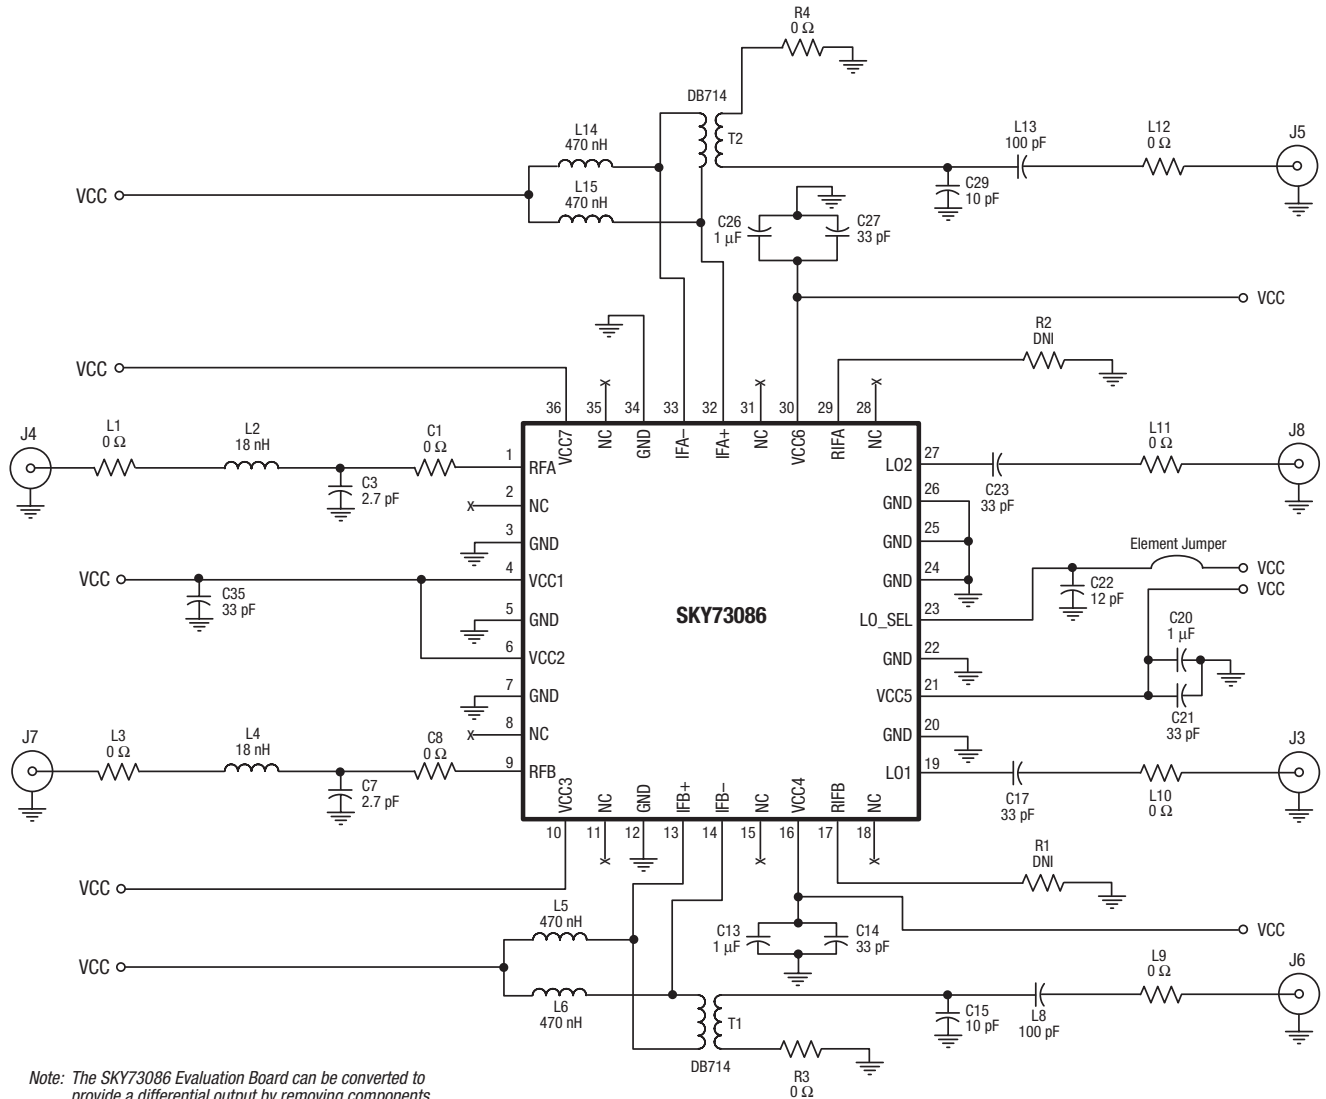 R4
0 Ω
DB714
T2
L14
470 nH
L15
470 nH
VCC
L13
100 pF
L12
0 Ω
J5
C29
10 pF
C26
1 μF
C27
33 pF
VCC
R2
DNI
VCC
36 35 34 33 32 31 30 29 28
VCC7 NC GND IFA– IFA+ NC VCC6 RIFA NC
J4
L1
0 Ω
L2
18 nH
C1
0 Ω
C3
2.7 pF
1 RFA
2 NC
x
3 GND
4 VCC1
5 GND
6 VCC2
7 GND
8 NC
x
9 RFB
VCC
C35
33 pF
J7
L3
0 Ω
L4
18 nH
C8
0 Ω
C7
2.7 pF
SKY73086
LO2 27
GND 26
GND 25
GND 24
LO_SEL 23
GND 22
VCC5 21
GND 20
LO1 19
C23
33 pF
L11
0 Ω
J8
Element Jumper
VCC
VCC
C22
12 pF
C20
1 μF
C21
33 pF
C17
33 pF
L10
0 Ω
J3
VCC3 NC GND IFB+ IFB– NC VCC4 RIFB NC
10 11 12 13 14 15 16 17 18
R1
DNI
VCC
L5
470 nH
VCC
L6
470 nH
C13
1 μF
C14
33 pF
VCC
T1
DB714
C15
10 pF
L8
100 pF
L9
0 Ω
J6
R3
0 Ω
Note: The SKY73086 Evaluation Board can be converted to
provide a differential output by removing components